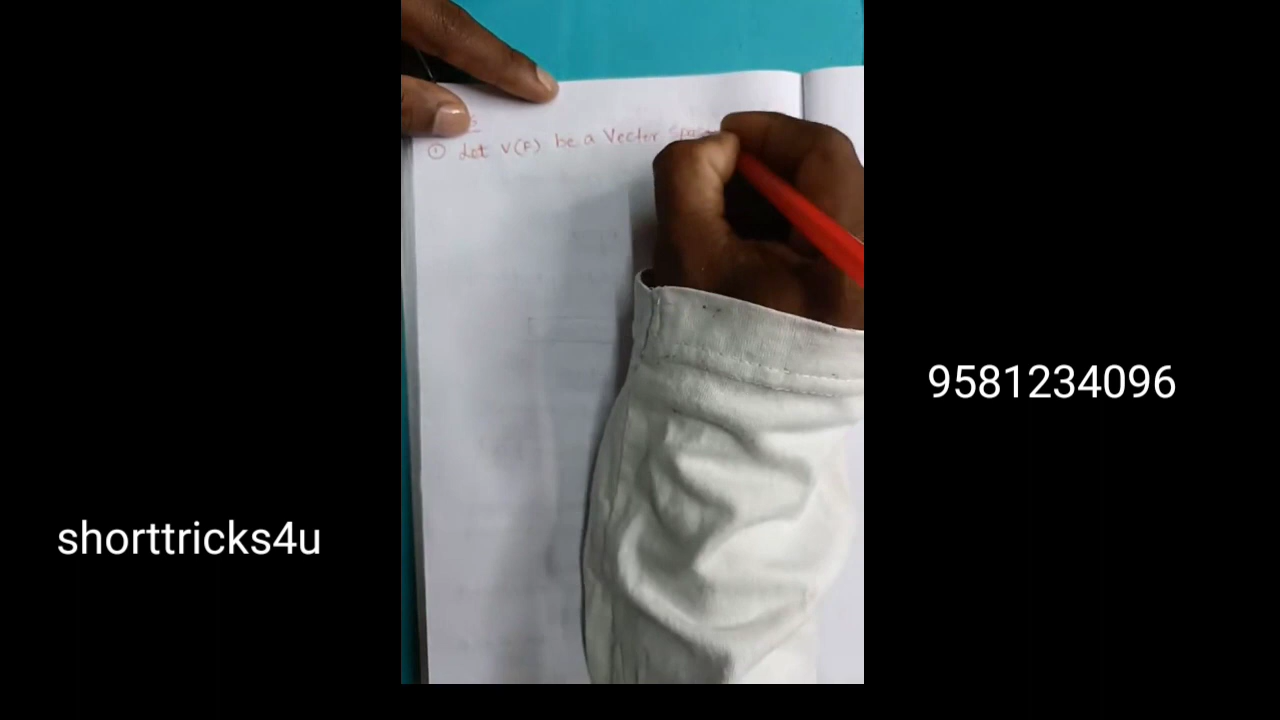 ① Let V(F) be a Vector
9581234096
shorttricks4u